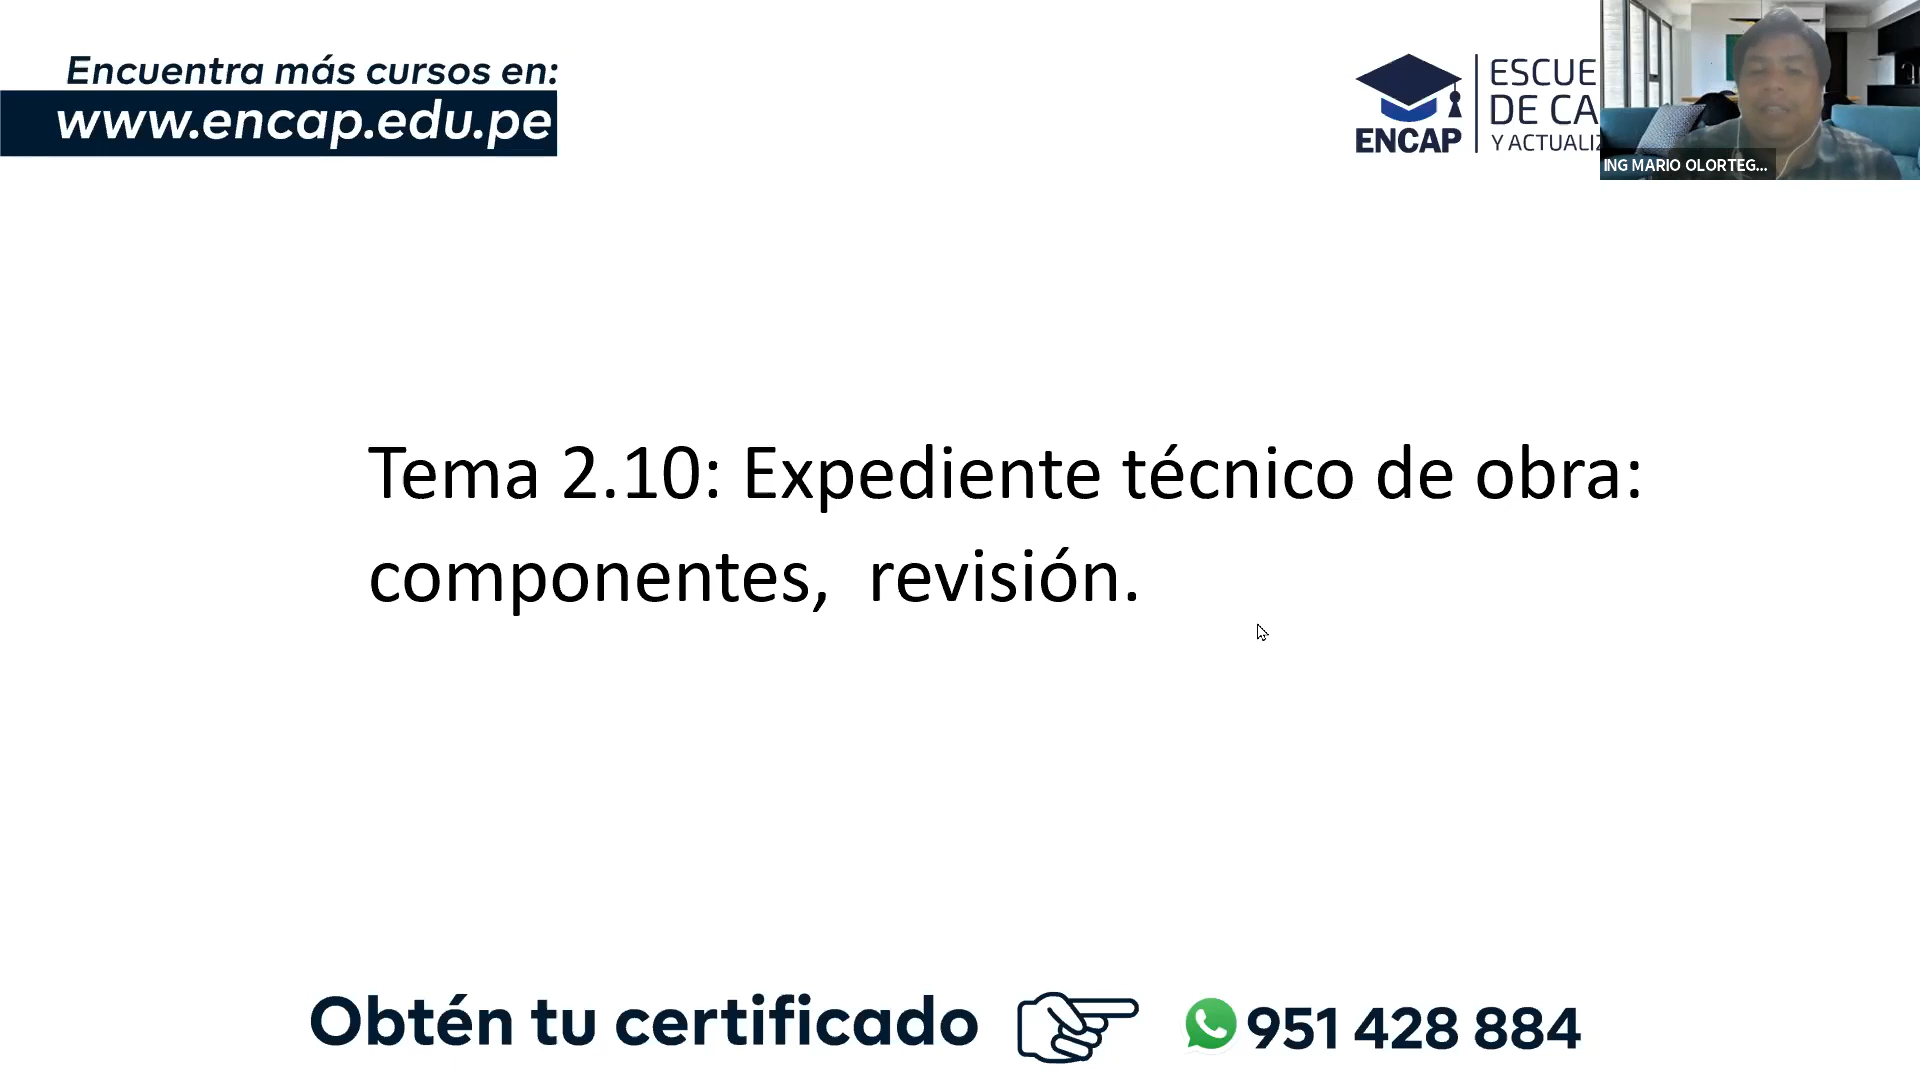 Encuentra más cursos en:
www.encap.edu.pe
ENCAP
ESCUE
DE CA
Y ACTUALIZ
ING MARIO OLORTEG...
Tema 2.10: Expediente técnico de obra:
componentes, revisión.
Obtén tu certificado
951 428 884